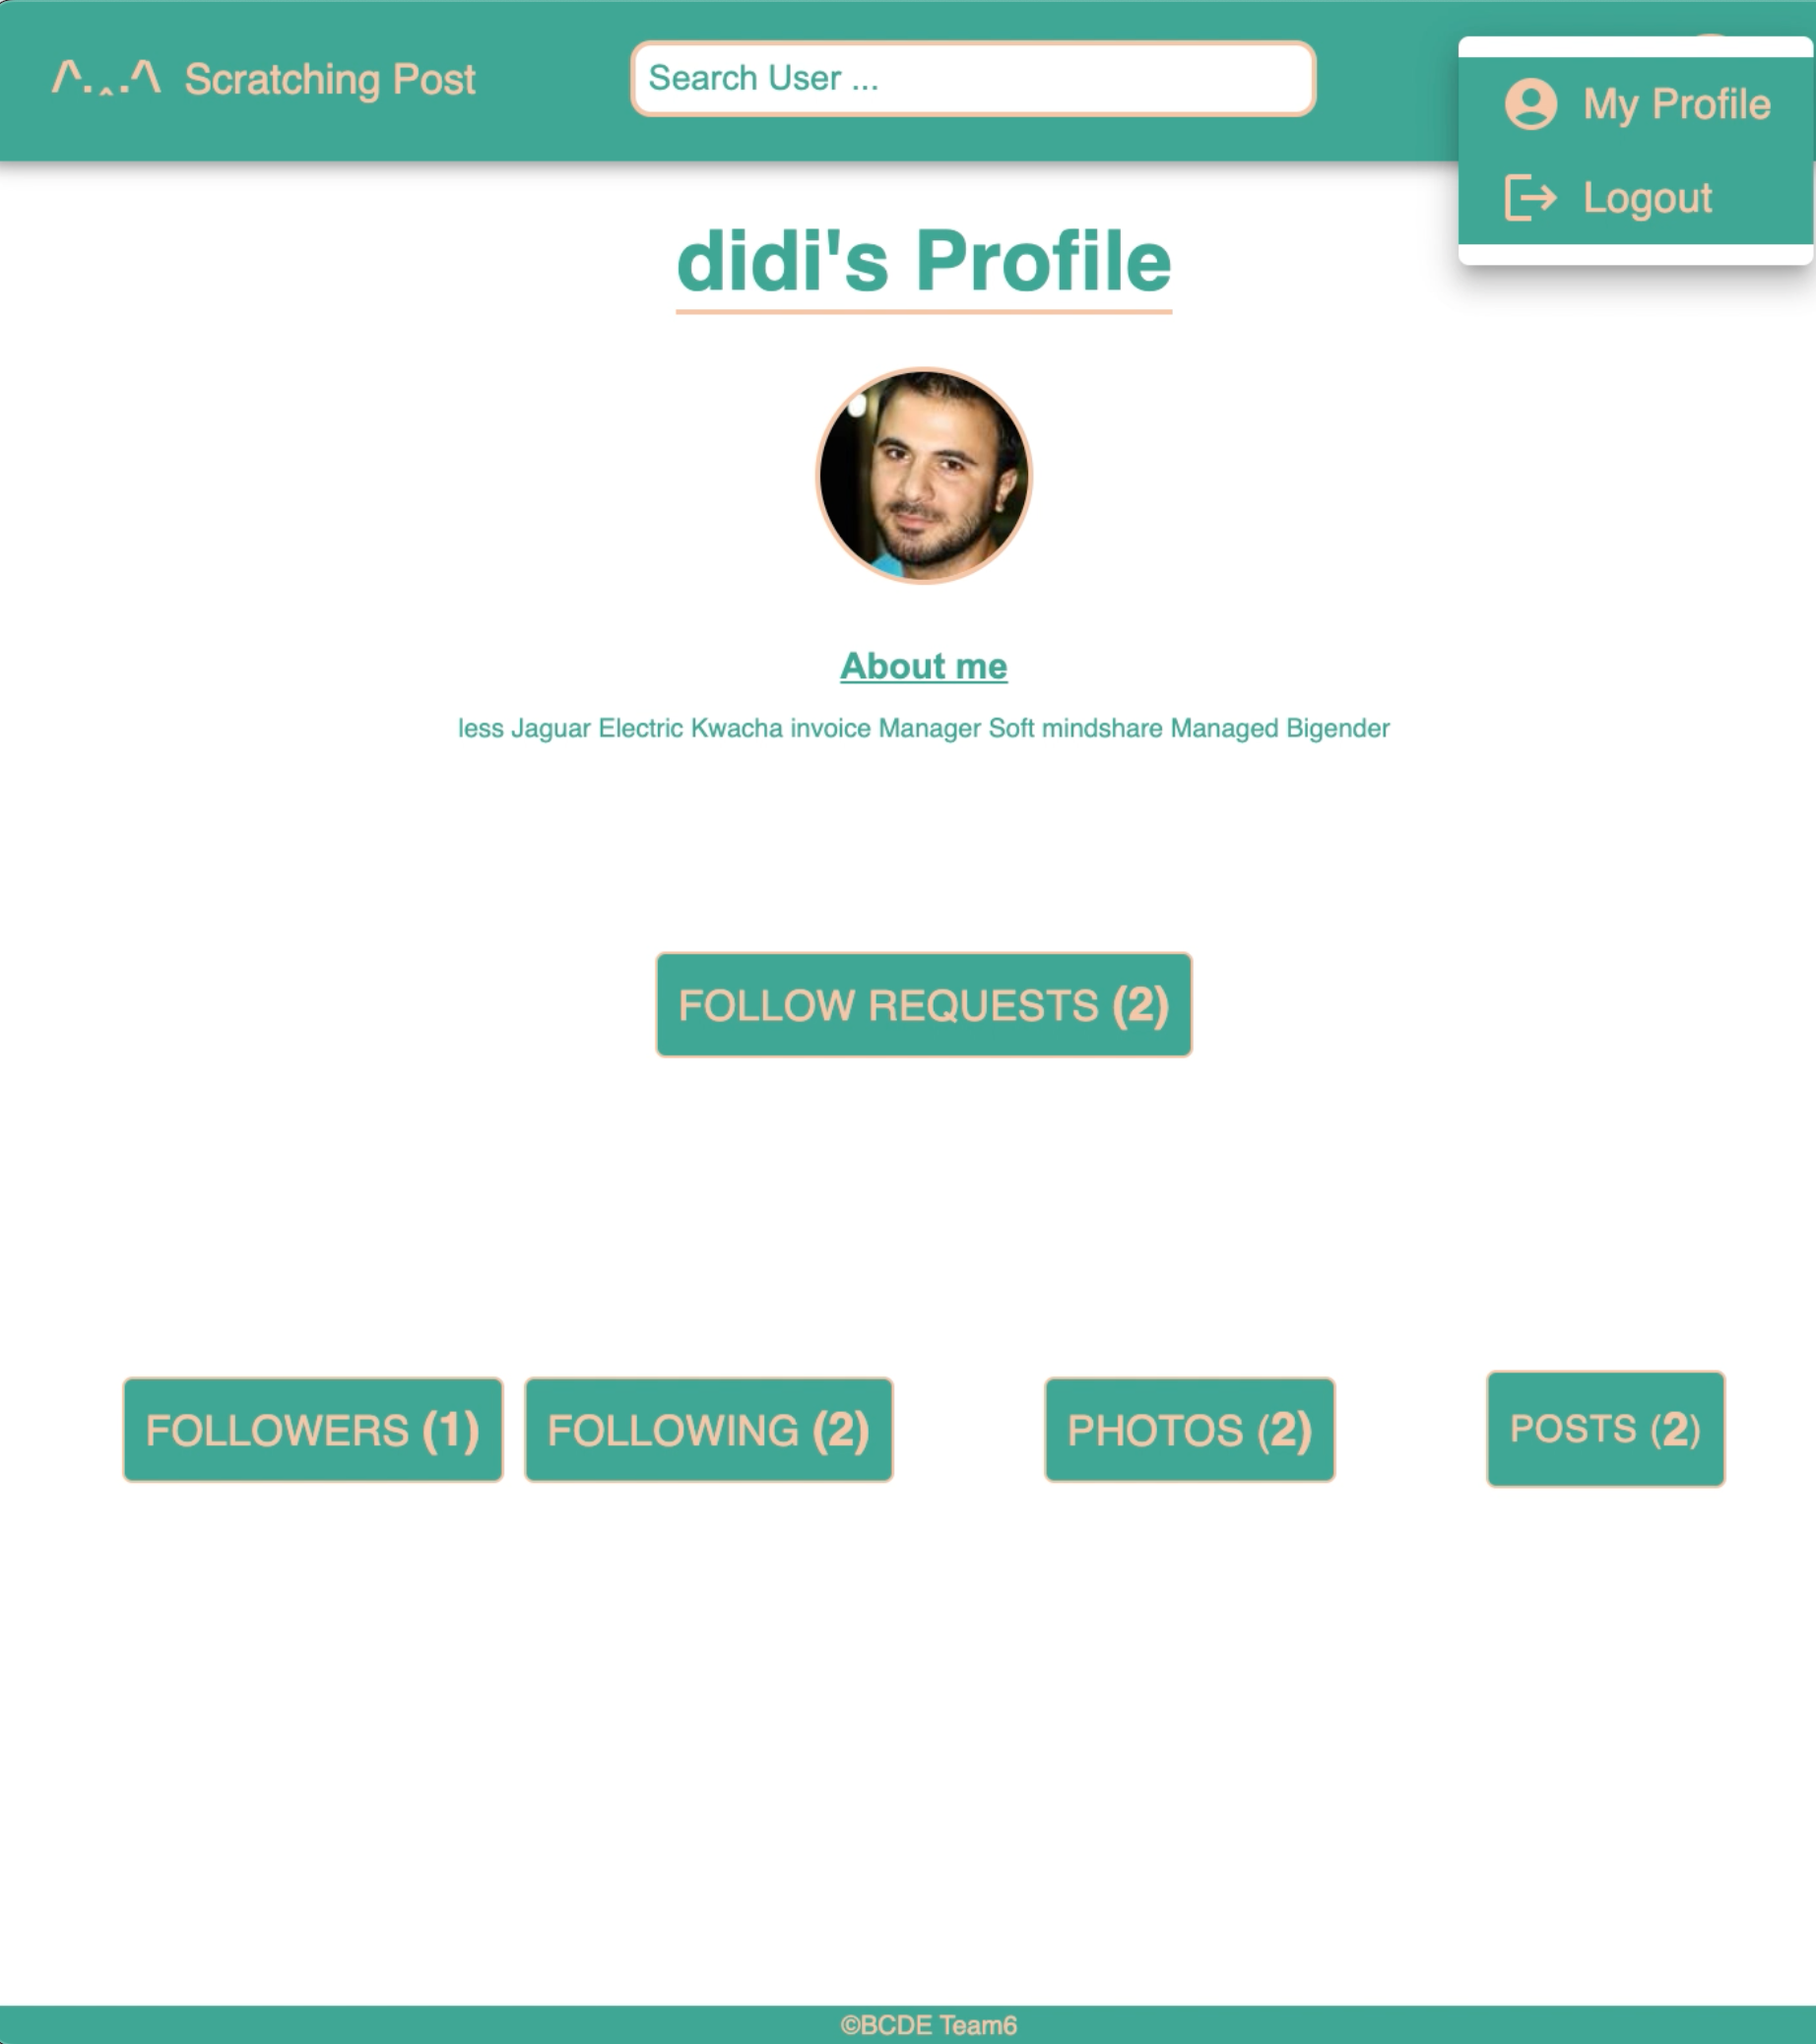 ^.‸.^ Scratching Post
Search User ...
My Profile
Logout
didi's Profile
About me
less Jaguar Electric Kwacha invoice Manager Soft mindshare Managed Bigender
FOLLOW REQUESTS (2)
FOLLOWERS (1)
FOLLOWING (2)
PHOTOS (2)
POSTS (2)
©BCDE Team6